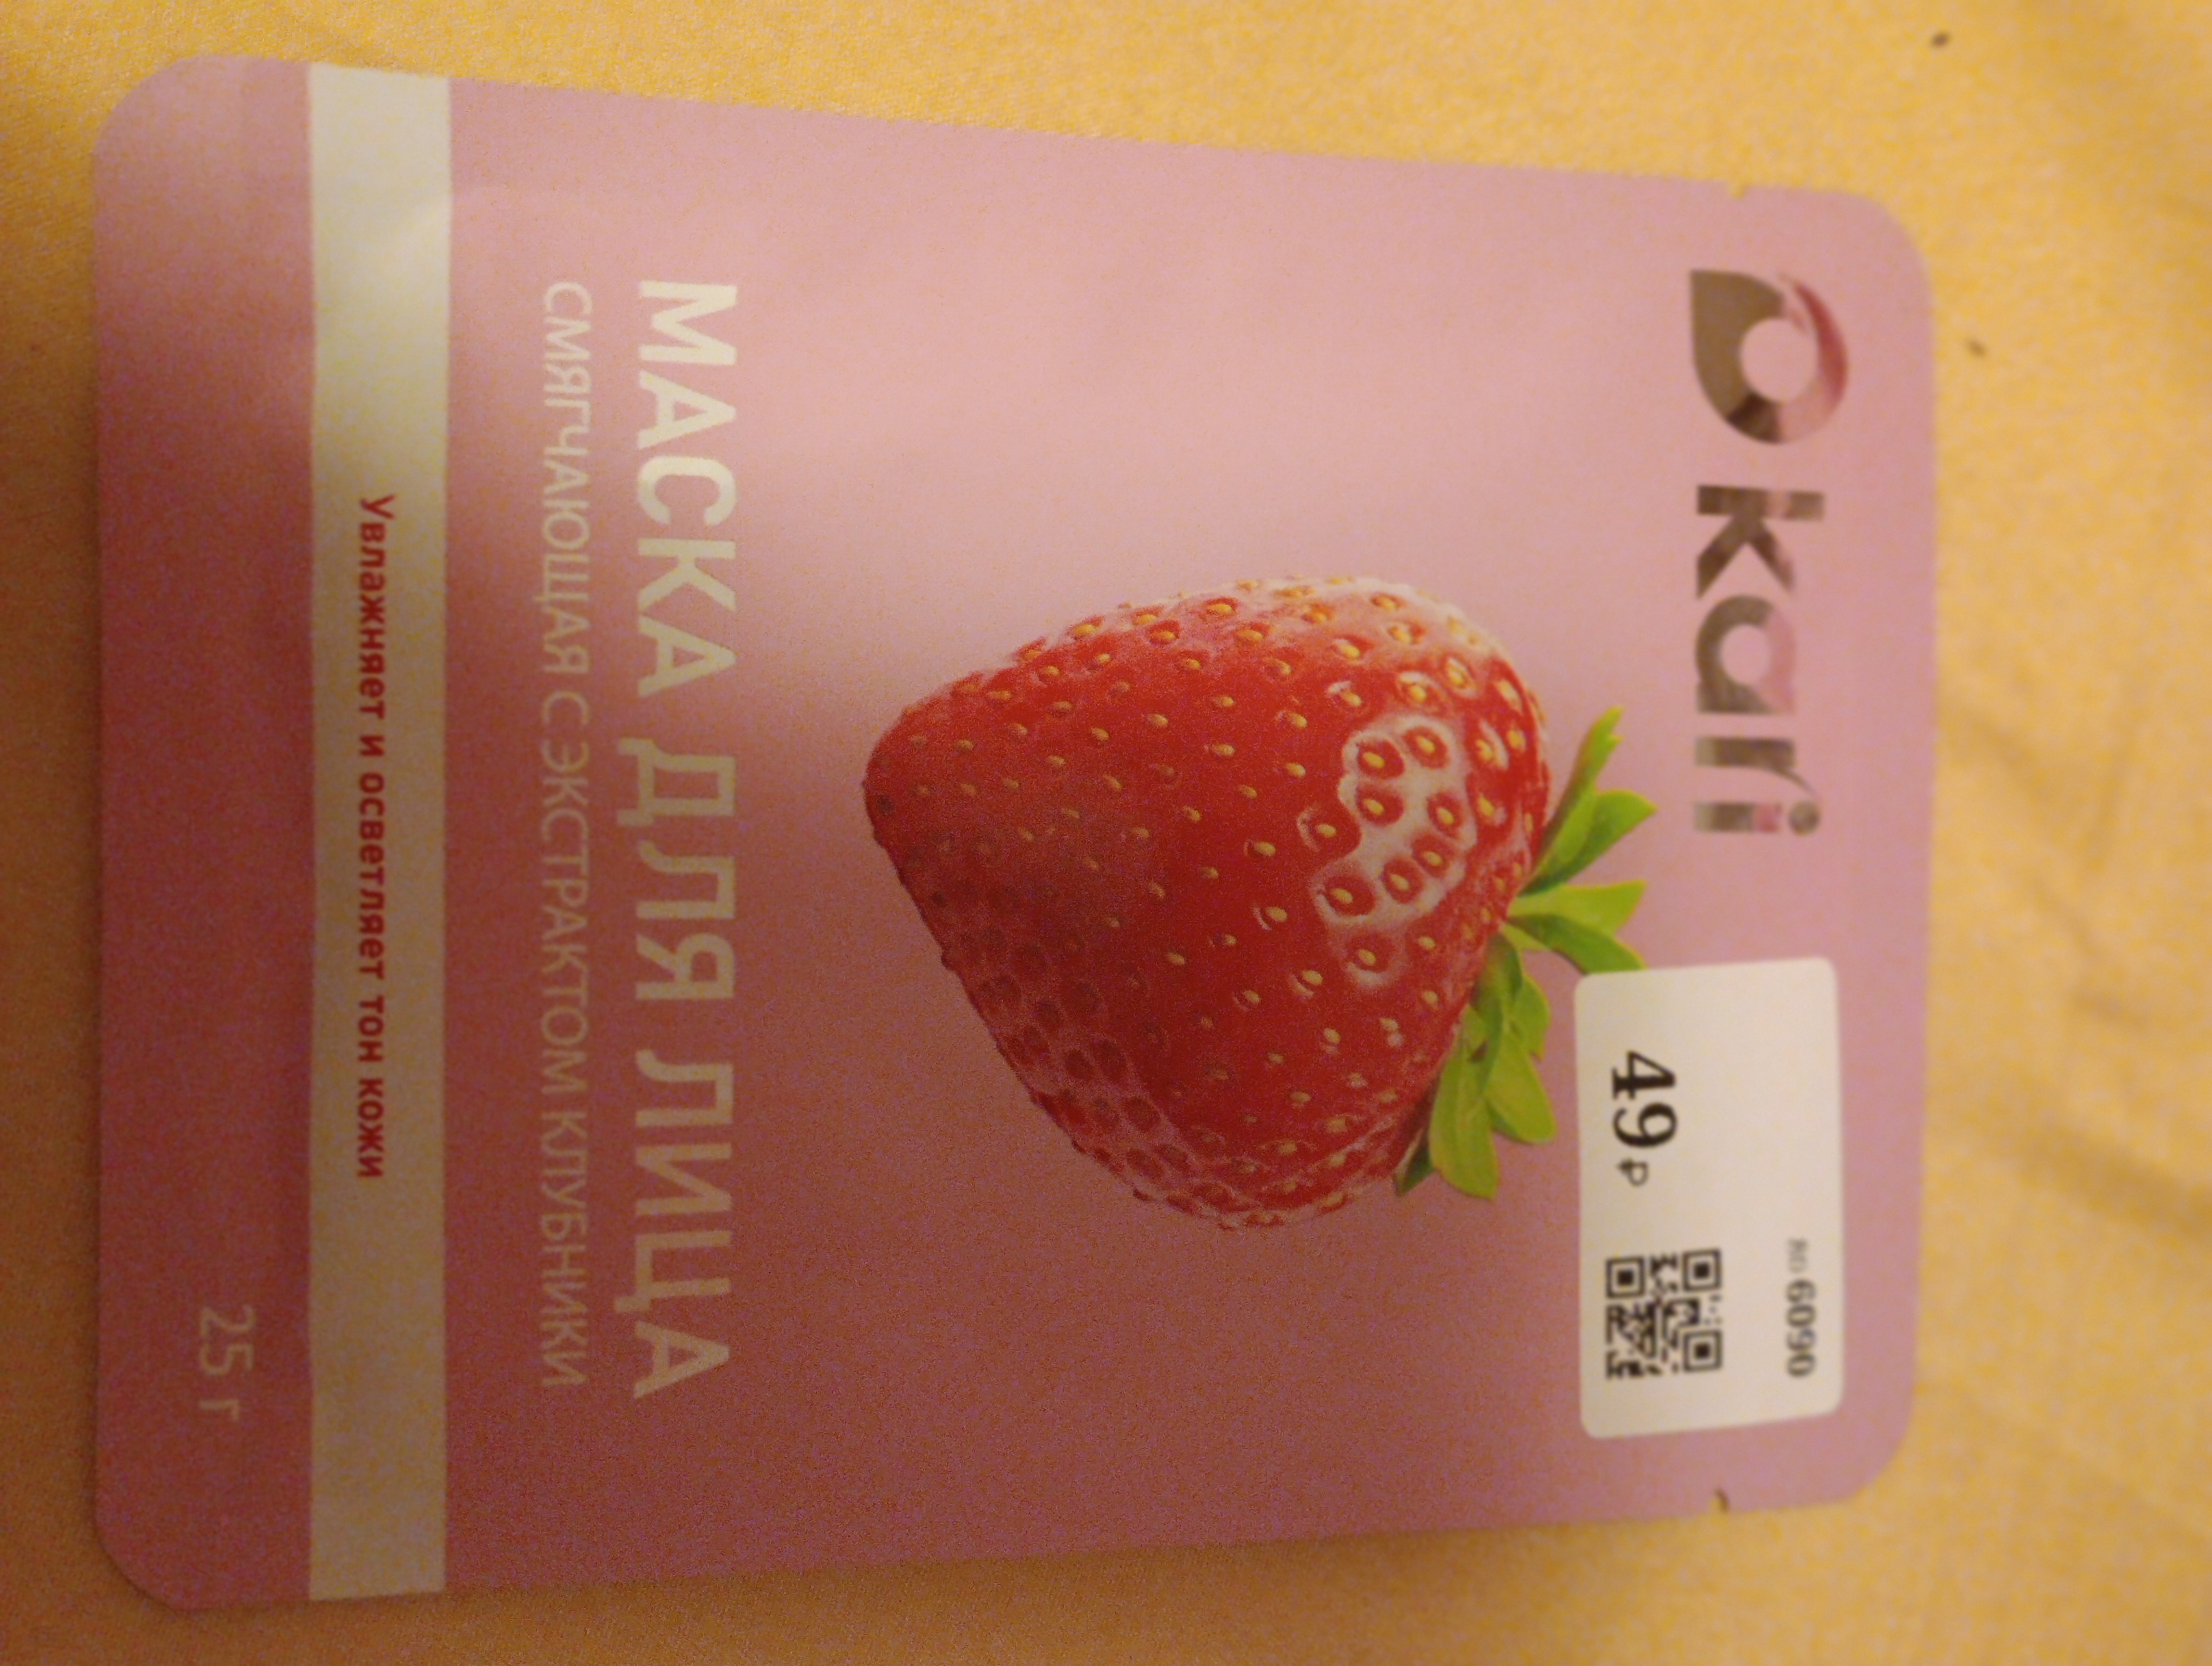 kari
49 ₽
6090
МАСКА ДЛЯ ЛИЦА
СМЯГЧАЮЩАЯ С ЭКСТРАКТОМ КЛУБНИКИ
Увлажняет и осветляет тон кожи
25 г